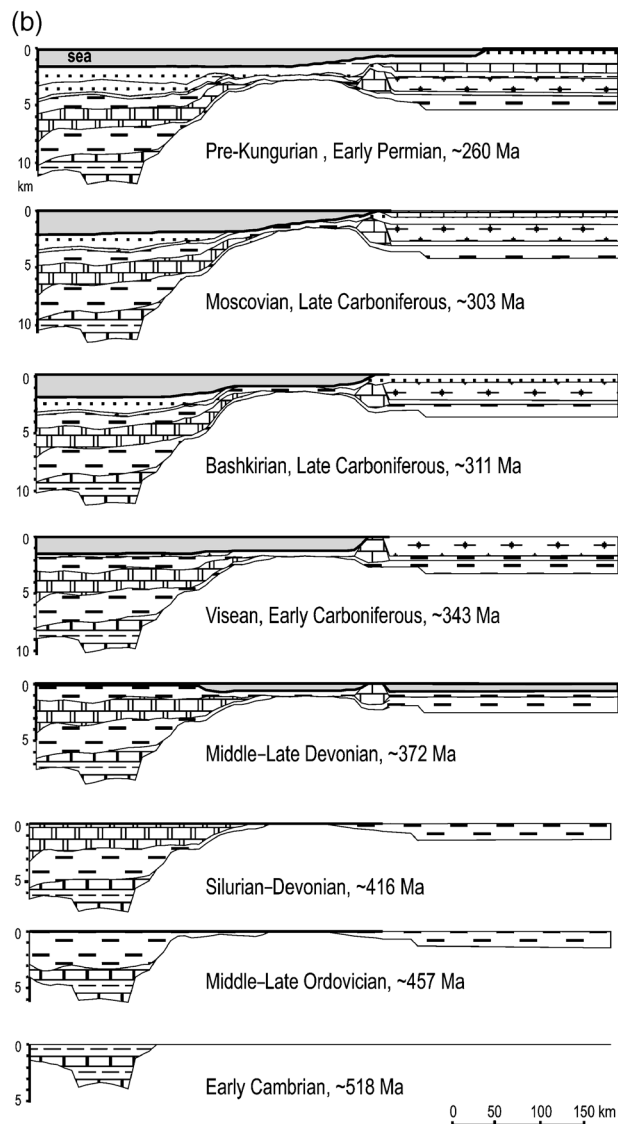 (b)
0
sea
5
10
km
Pre-Kungurian , Early Permian, ~260 Ma
0
5
10
Moscovian, Late Carboniferous, ~303 Ma
0
5
10
Bashkirian, Late Carboniferous, ~311 Ma
0
5
10
Visean, Early Carboniferous, ~343 Ma
0
5
Middle–Late Devonian, ~372 Ma
0
5
Silurian–Devonian, ~416 Ma
0
5
Middle–Late Ordovician, ~457 Ma
0
5
Early Cambrian, ~518 Ma
0 50 100 150 km